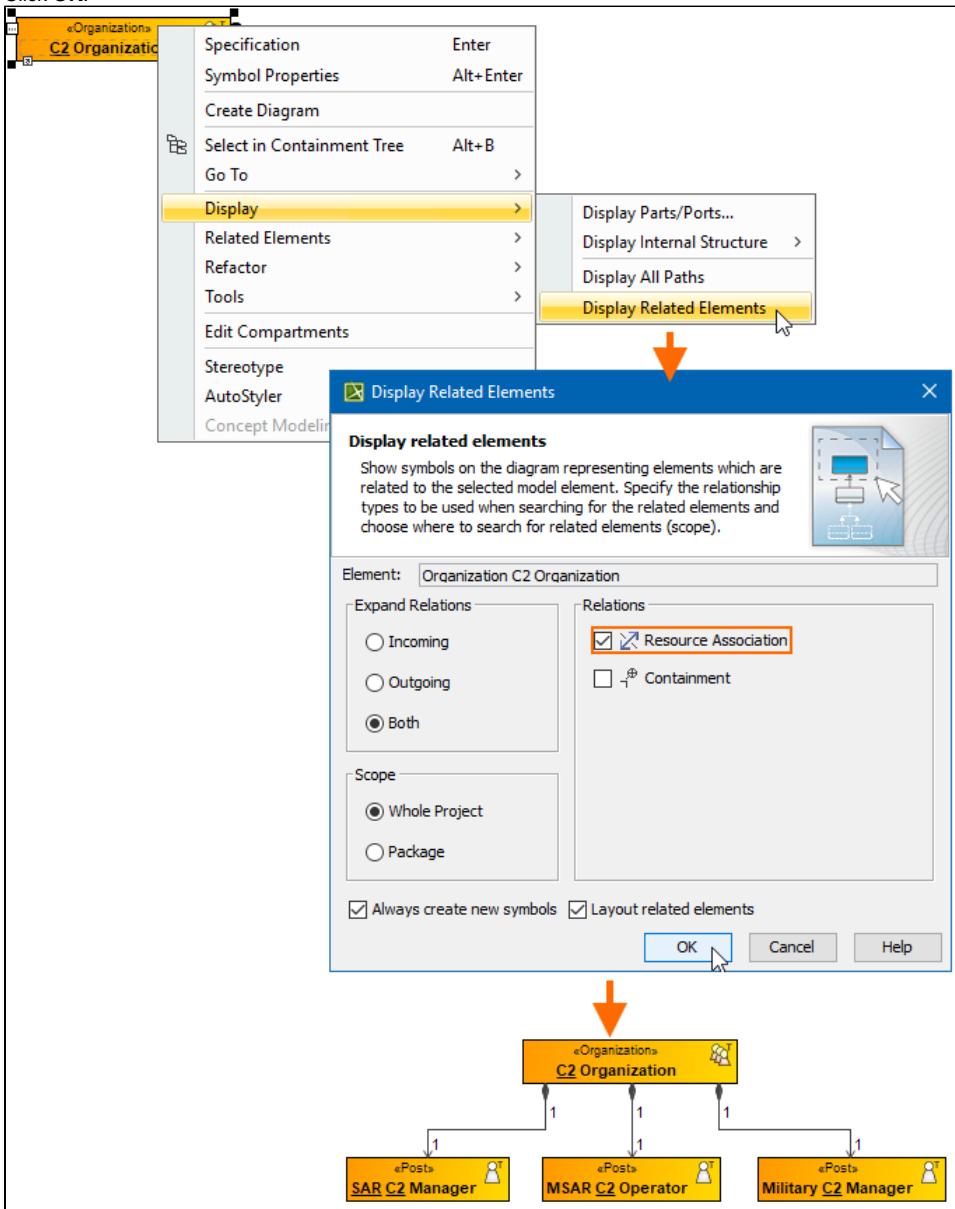 «Organization»
Specification Enter
Symbol Properties Alt+Enter
Create Diagram
Select in Containment Tree Alt+B
Go To >
Display >
Display Parts/Ports...
Related Elements >
Display Internal Structure >
Refactor >
Display All Paths
Tools >
Display Related Elements
Edit Compartments
Stereotype
AutoStyler
Display Related Elements
Display related elements
Show symbols on the diagram representing elements which are
related to the selected model element. Specify the relationship
types to be used when searching for the related elements and
choose where to search for related elements (scope).
Element: Organization C2 Organization
Expand Relations
Relations
Incoming
Resource Association
Outgoing
Containment
Both
Scope
Whole Project
Package
Always create new symbols Layout related elements
OK Cancel Help
«Organization»
C2 Organization
1 1 1
1 1 1
«Post» «Post» «Post»
SAR C2 Manager MSAR C2 Operator Military C2 Manager